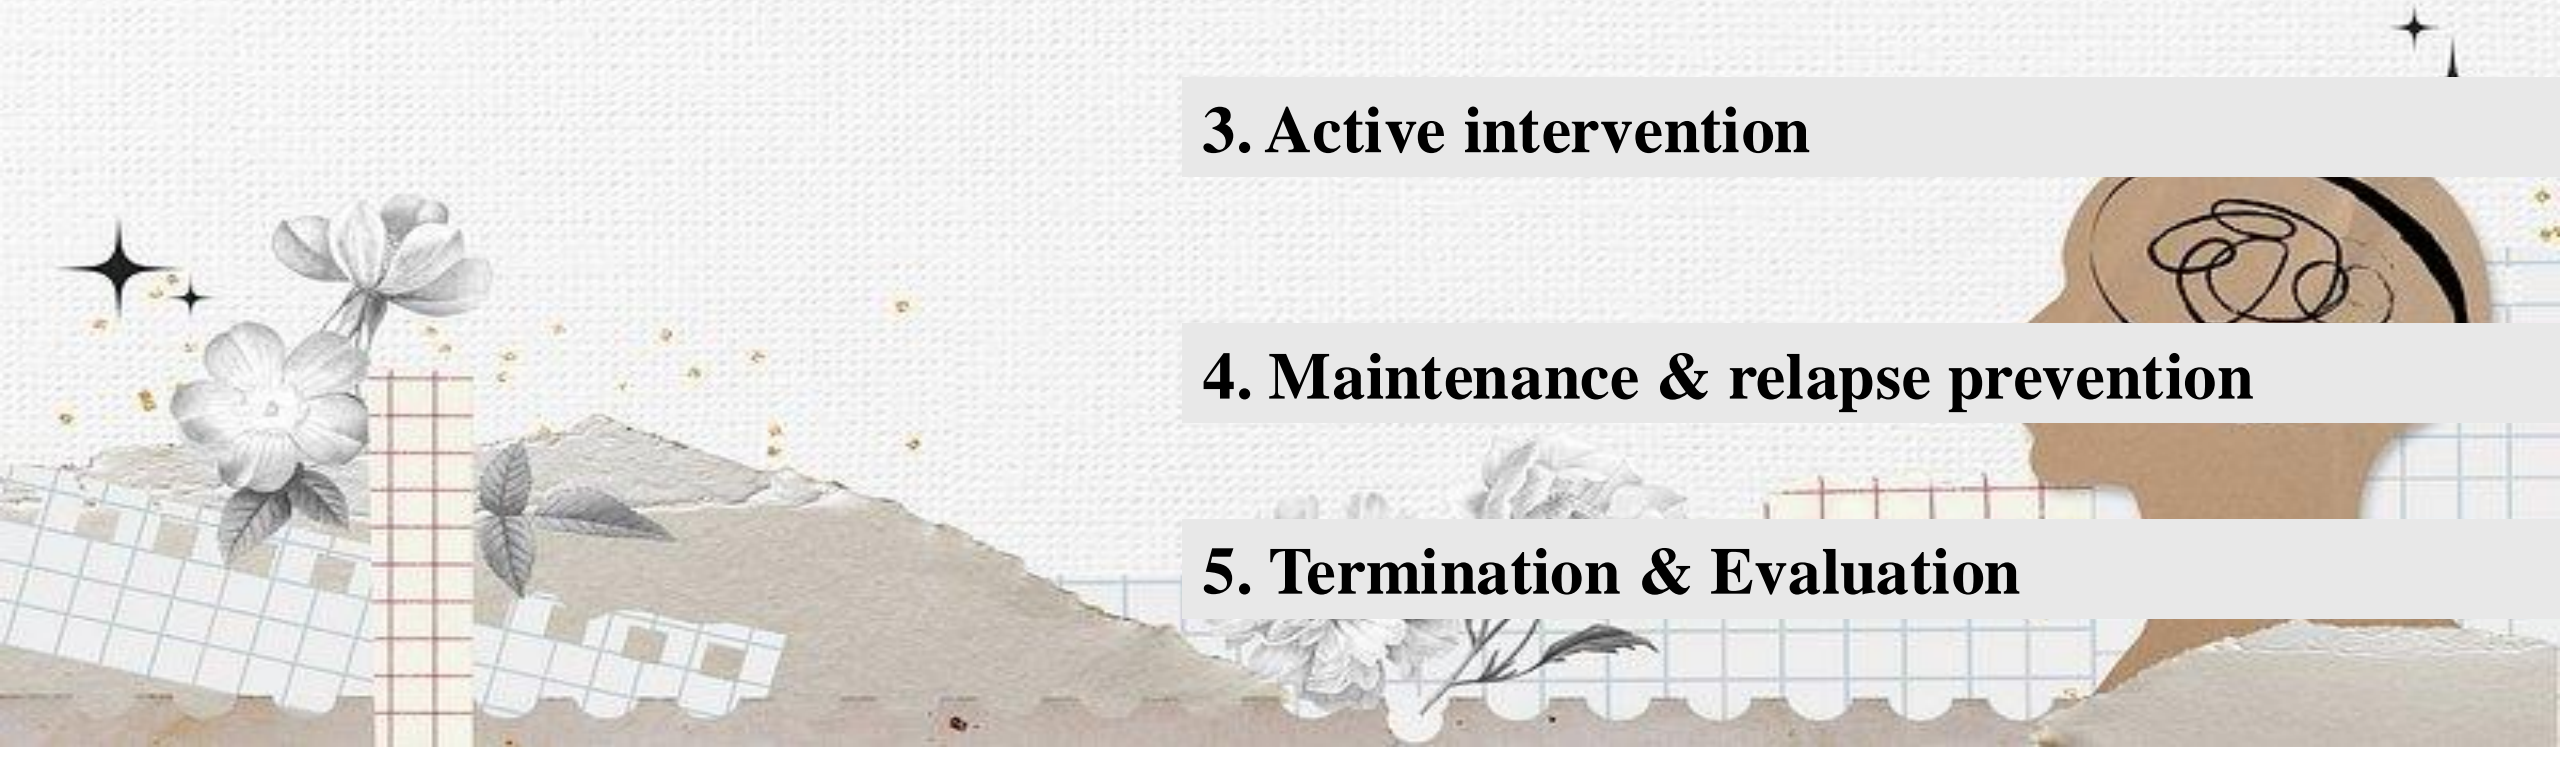 3. Active intervention
4. Maintenance & relapse prevention
5. Termination & Evaluation